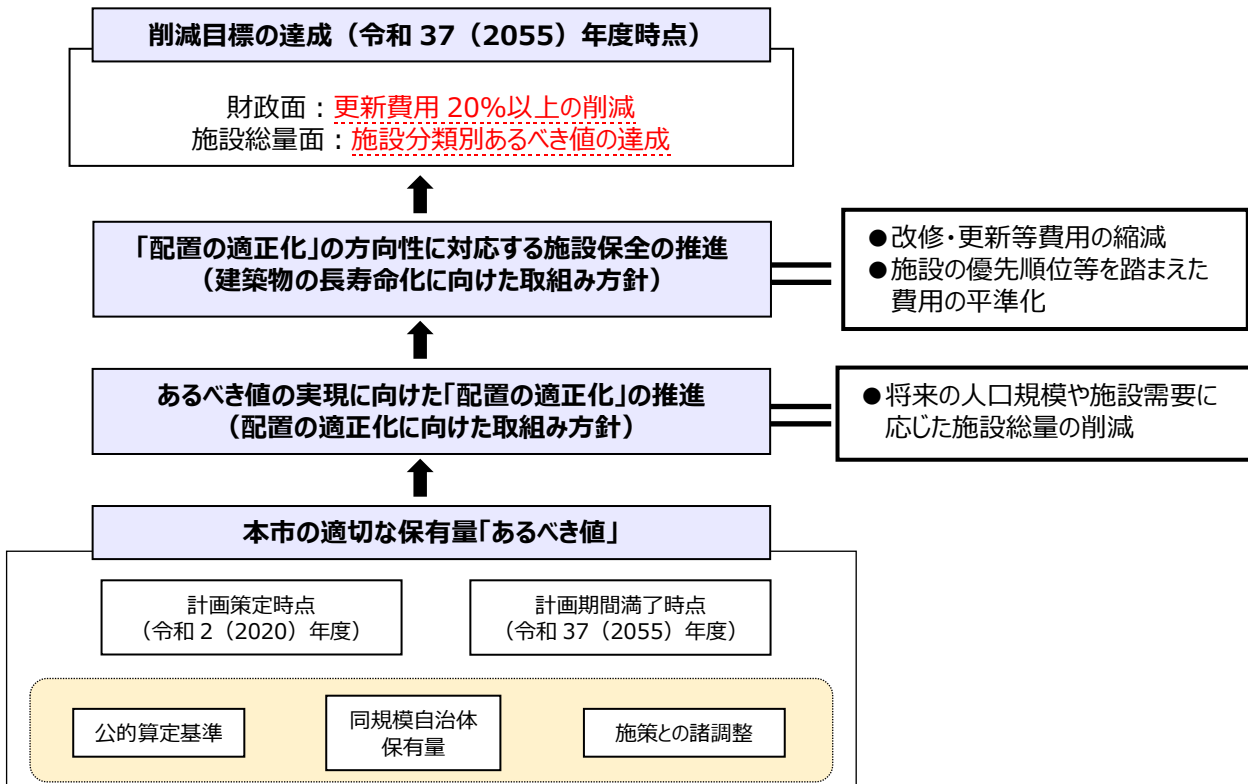 削減目標の達成（令和 37（2055）年度時点）
財政面：更新費用 20%以上の削減
施設総量面：施設分類別あるべき値の達成
「配置の適正化」の方向性に対応する施設保全の推進
（建築物の長寿命化に向けた取組み方針）
●改修・更新等費用の縮減
●施設の優先順位等を踏まえた
費用の平準化
あるべき値の実現に向けた「配置の適正化」の推進
（配置の適正化に向けた取組み方針）
●将来の人口規模や施設需要に
応じた施設総量の削減
本市の適切な保有量「あるべき値」
計画策定時点
（令和 2（2020）年度）
計画期間満了時点
（令和 37（2055）年度）
公的算定基準
同規模自治体
保有量
施策との諸調整